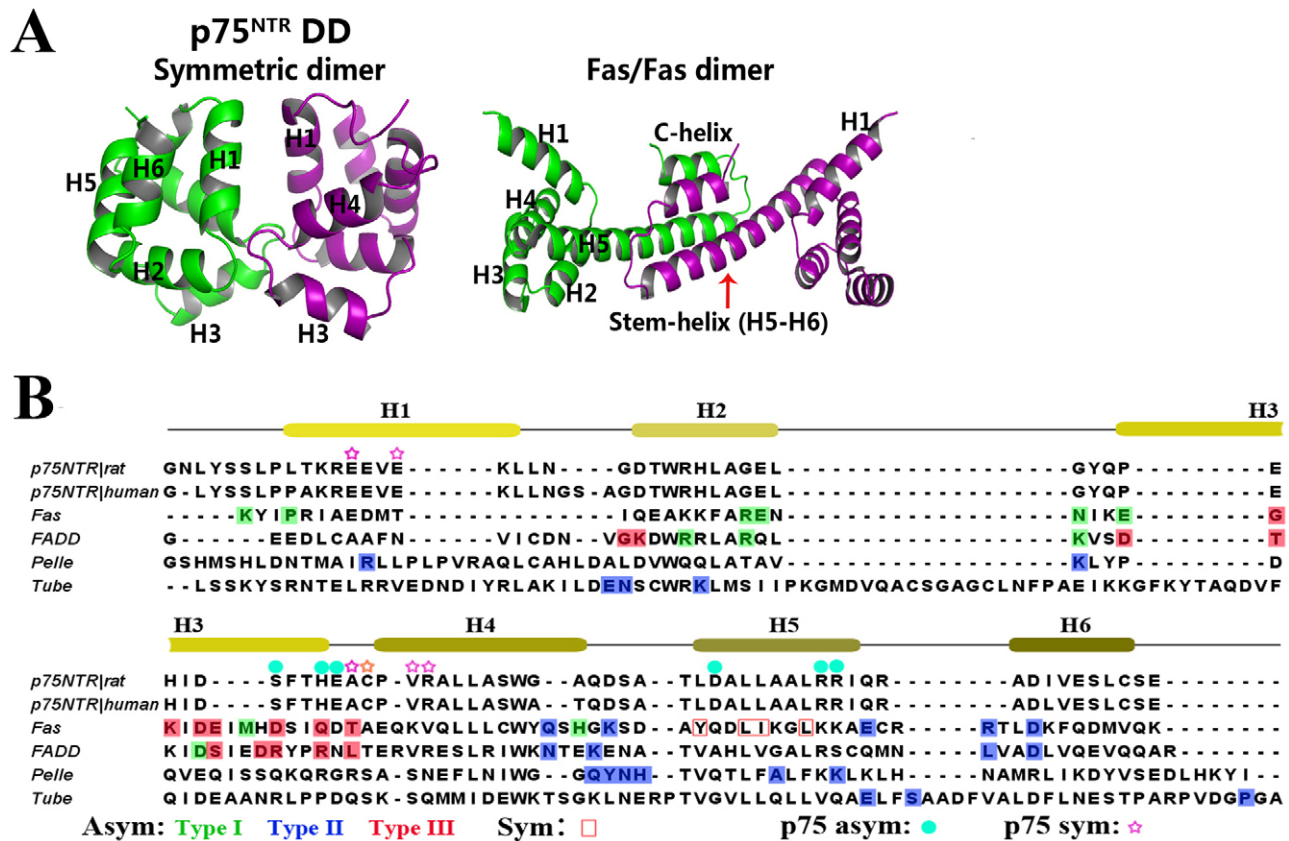 A
p75NTR DD
Symmetric dimer
Fas/Fas dimer
H1
H1
H6
H5
H4
H2
H3
H3
H1
C-helix
H1
H4
H5
H3
H2
Stem-helix (H5-H6)
B
H1 H2 H3
p75NTR|rat GNLYSSLPLTKREEVE------KLLN----GDTWRHLAGEL------------------GYQP---------E
p75NTR|human G-LYSSLPPAKREEVE------KLLNGS-AGDTWRHLAGEL------------------GYQP---------E
Fas -----KYIPRIAEDMT-------------IQEAKKFAREN------------------NIKE---------G
FADD G------EEDLCAAFN------VICDN--VGKDWRRLARQL------------------KVSD---------T
Pelle GSHMSHLDNTMAIRLLPLPVRAQLCAHLDALDVWQQLATAV------------------KLYP---------D
Tube --LSSKYSRNTELRRVEDNDIYRLAKILDENSCWRKLMSIIPKGMDVQACSGAGCLNFPAEIKKGFKYTAQDVF
H3 H4 H5 H6
p75NTR|rat HID----SFTHEACP-VRALLASWG--AQDSA--TLDALLAALRRIQR------ADIVESLCSE-------
p75NTR|human HID----SFTHEACP-VRALLASWA--TQDSA--TLDALLAALRRIQR------ADIVESLCSE-------
Fas KIDEIMHDSIQDTAEQKVQLLLCWYQSHGKSD--AYQDLIKGLKKAECR-----RTLDKFQDMVQK-----
FADD KIDSIEDRYPRNLTERVRESLRIWKNTEKENA--TVAHLVGALRSCQMN-----LVADLVQEVQQAR----
Pelle QVEQISSQKQRGRSA-SNEFLNIWG--GQYNH--TVQTLFALFKKLKLH-----NAMRLIKDYVSEDLHKYI--
Tube QIDEAANRLPPDQSK-SQMMIDEWKTSGKLNERPTVGVLLQLLVQAELFSAADFVALDFLNESTPARPVDGPGA
Asym: Type I Type II Type III Sym: p75 asym: p75 sym: